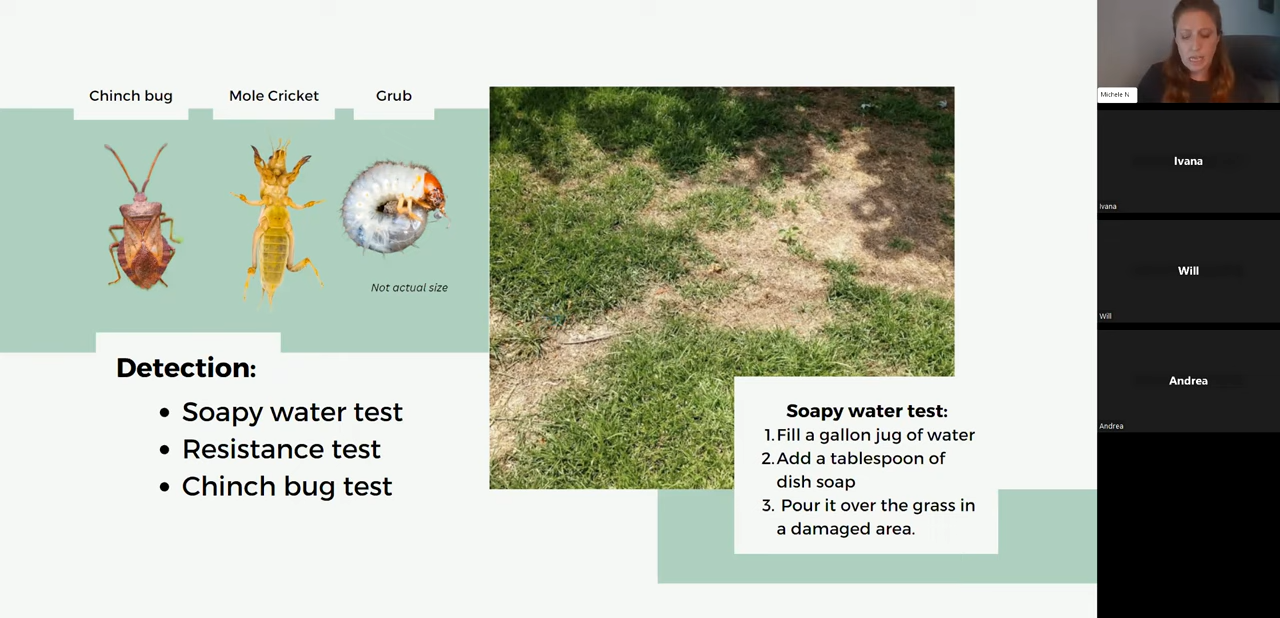 Chinch bug
Mole Cricket
Grub
Not actual size
Detection:
• Soapy water test
• Resistance test
• Chinch bug test
Soapy water test:
1. Fill a gallon jug of water
2. Add a tablespoon of
dish soap
3. Pour it over the grass in
a damaged area.
Michele N.
Ivana
Ivana
Will
Will
Andrea
Andrea